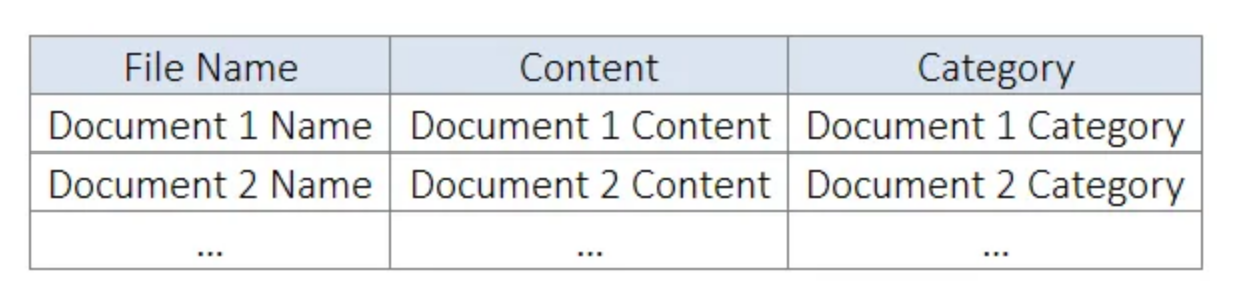 File Name Content Category
Document 1 Name Document 1 Content Document 1 Category
Document 2 Name Document 2 Content Document 2 Category
... ... ...